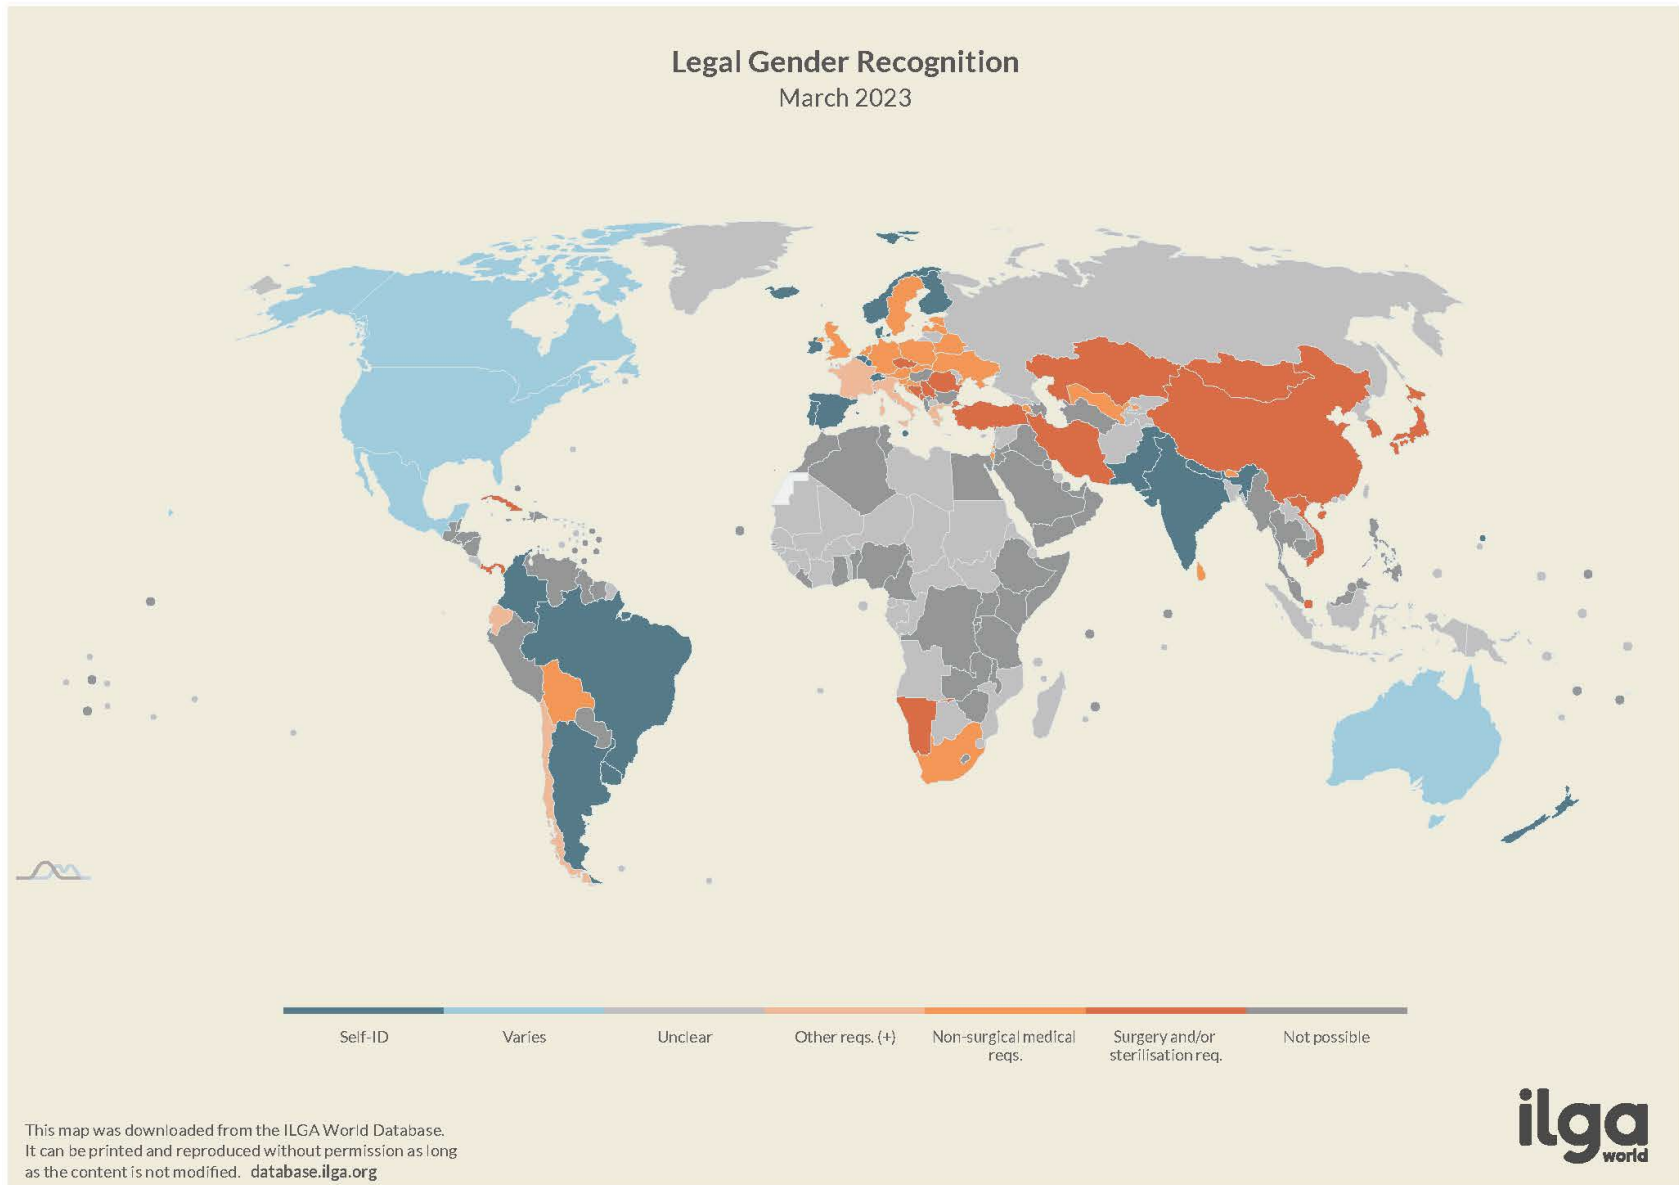 Legal Gender Recognition
March 2023
Self-ID
Varies
Unclear
Other reqs. (+)
Non-surgical medical
reqs.
Surgery and/or
sterilisation req.
Not possible
This map was downloaded from the ILGA World Database.
It can be printed and reproduced without permission as long
as the content is not modified. database.ilga.org
ilga
world